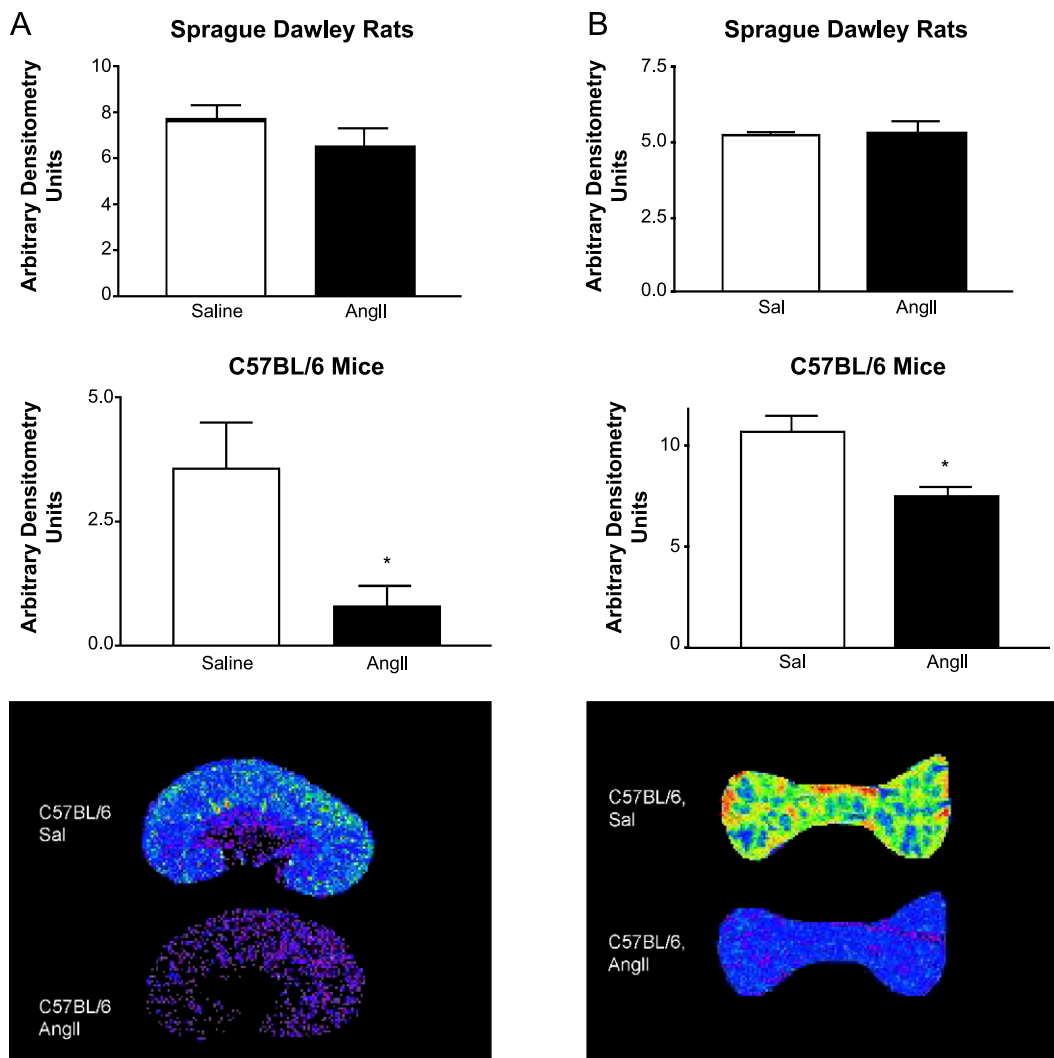 A
Sprague Dawley Rats
Arbitrary Densitometry
Units
10
8
6
4
2
0
Saline
AngII
C57BL/6 Mice
Arbitrary Densitometry
Units
5.0
2.5
0.0
*
Saline
AngII
C57BL/6
Sal
C57BL/6
AngII
B
Sprague Dawley Rats
Arbitrary Densitometry
Units
7.5
5.0
2.5
0.0
Sal
AngII
C57BL/6 Mice
Arbitrary Densitometry
Units
10
5
0
*
Sal
AngII
C57BL/6,
Sal
C57BL/6,
AngII